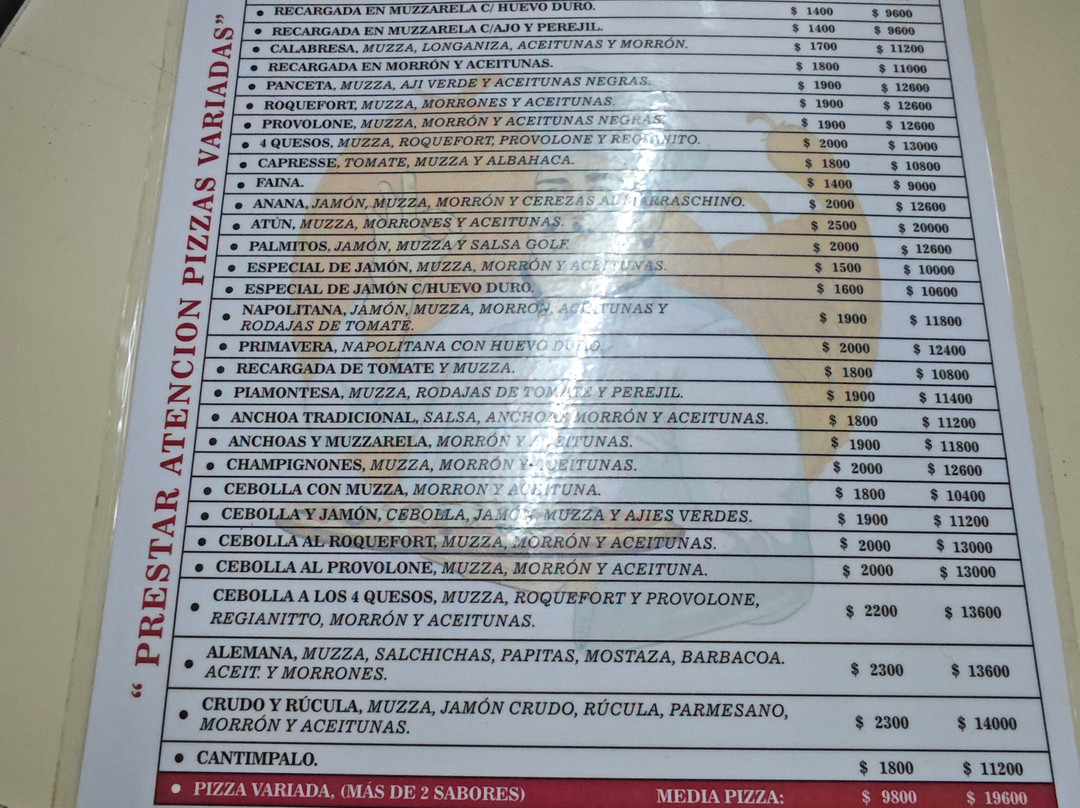 “ PRESTAR ATENCION PIZZAS VARIADAS”
• RECARGADA EN MUZZARELA C/ HUEVO DURO. $ 1400 $ 9600
• RECARGADA EN MUZZARELA C/AJO Y PEREJIL. $ 1400 $ 9600
• CALABRESA, MUZZA, LONGANIZA, ACEITUNAS Y MORRÓN. $ 1700 $ 11200
• RECARGADA EN MORRÓN Y ACEITUNAS. $ 1800 $ 11000
• PANCETA, MUZZA, AJI VERDE Y ACEITUNAS NEGRAS. $ 1900 $ 12600
• ROQUEFORT, MUZZA, MORRONES Y ACEITUNAS. $ 1900 $ 12600
• PROVOLONE, MUZZA, MORRÓN Y ACEITUNAS NEGRAS. $ 1900 $ 12600
• 4 QUESOS, MUZZA, ROQUEFORT, PROVOLONE Y REGIANITO. $ 2000 $ 13000
• CAPRESSE, TOMATE, MUZZA Y ALBAHACA. $ 1800 $ 10800
• FAINA. $ 1400 $ 9000
• ANANA, JAMÓN, MUZZA, MORRÓN Y CEREZAS AL MARRASCHINO. $ 2000 $ 12600
• ATÚN, MUZZA, MORRONES Y ACEITUNAS. $ 2500 $ 20000
• PALMITOS, JAMÓN, MUZZA Y SALSA GOLF. $ 2000 $ 12600
• ESPECIAL DE JAMÓN, MUZZA, MORRÓN Y ACEITUNAS. $ 1500 $ 10000
• ESPECIAL DE JAMÓN C/HUEVO DURO. $ 1600 $ 10600
• NAPOLITANA, JAMÓN, MUZZA, MORRON, ACEITUNAS Y
RODAJAS DE TOMATE. $ 1900 $ 11800
• PRIMAVERA, NAPOLITANA CON HUEVO DURO. $ 2000 $ 12400
• RECARGADA DE TOMATE Y MUZZA. $ 1800 $ 10800
• PIAMONTESA, MUZZA, RODAJAS DE TOMATE Y PEREJIL. $ 1900 $ 11400
• ANCHOA TRADICIONAL, SALSA, ANCHOAS MORRÓN Y ACEITUNAS. $ 1800 $ 11200
• ANCHOAS Y MUZZARELA, MORRÓN Y ACEITUNAS. $ 1900 $ 11800
• CHAMPIGNONES, MUZZA, MORRÓN Y ACEITUNAS. $ 2000 $ 12600
• CEBOLLA CON MUZZA, MORRON Y ACEITUNA. $ 1800 $ 10400
• CEBOLLA Y JAMÓN, CEBOLLA, JAMÓN, MUZZA Y AJIES VERDES. $ 1900 $ 11200
• CEBOLLA AL ROQUEFORT, MUZZA, MORRÓN Y ACEITUNAS. $ 2000 $ 13000
• CEBOLLA AL PROVOLONE, MUZZA, MORRÓN Y ACEITUNA. $ 2000 $ 13000
• CEBOLLA A LOS 4 QUESOS, MUZZA, ROQUEFORT Y PROVOLONE,
REGIANITTO, MORRÓN Y ACEITUNAS. $ 2200 $ 13600
• ALEMANA, MUZZA, SALCHICHAS, PAPITAS, MOSTAZA, BARBACOA.
ACEIT. Y MORRONES. $ 2300 $ 13600
• CRUDO Y RÚCULA, MUZZA, JAMÓN CRUDO, RÚCULA, PARMESANO,
MORRÓN Y ACEITUNAS. $ 2300 $ 14000
• CANTIMPALO. $ 1800 $ 11200
• PIZZA VARIADA, (MÁS DE 2 SABORES) MEDIA PIZZA: $ 9800 $ 19600